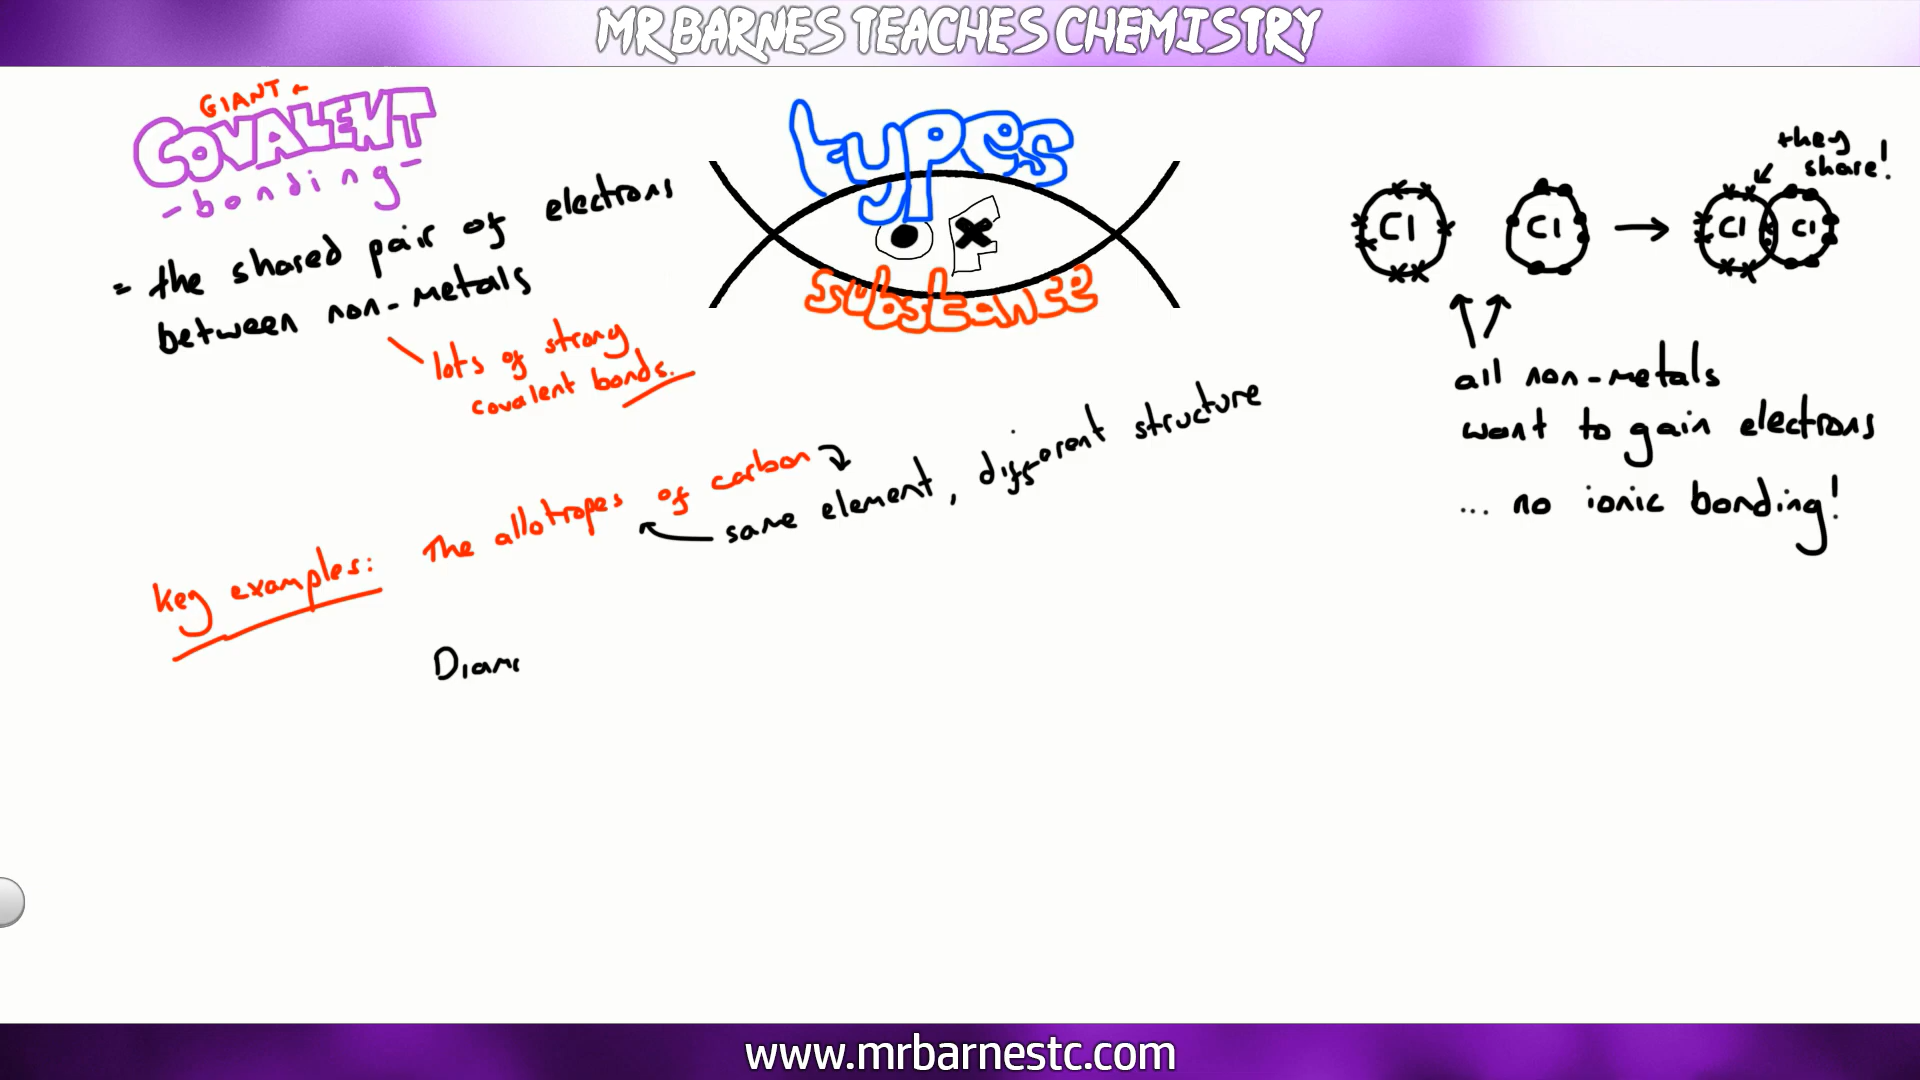 MR BARNES TEACHES CHEMISTRY
GIANT
COVALENT
- bonding -
= the shared pair of electrons
between non-metals
lots of strong
covalent bonds.
types
of
substance
they
share!
Cl
Cl
Cl
Cl
all non-metals
want to gain electrons
... no ionic bonding!
Key examples: The allotropes of carbon
same element, different structure
Diam
www.mrbarnestc.com